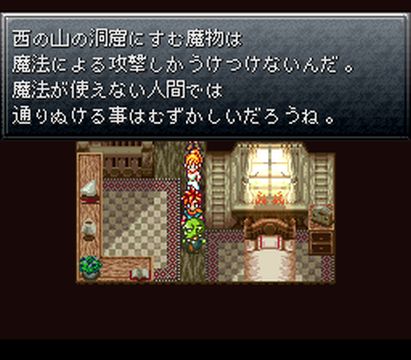 西の山の洞窟にすむ魔物は
魔法による攻撃しかうけつけないんだ。
魔法が使えない人間では
通りぬける事はむずかしいだろうね。